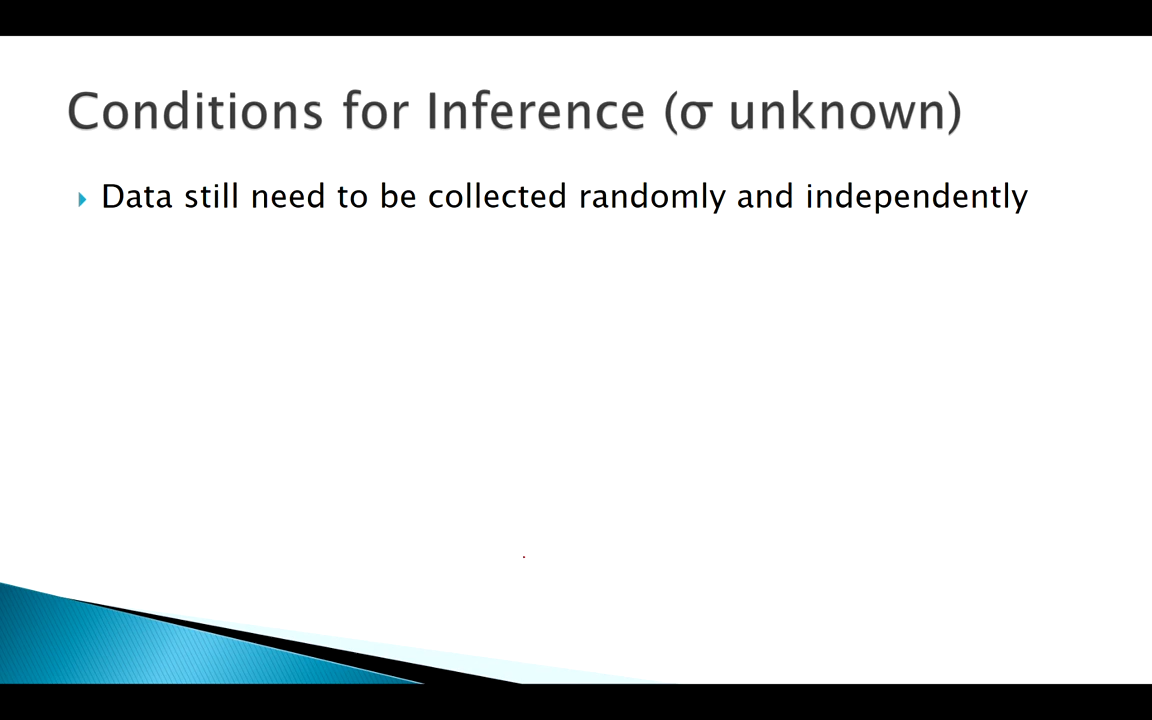 Conditions for Inference (σ unknown)
Data still need to be collected randomly and independently